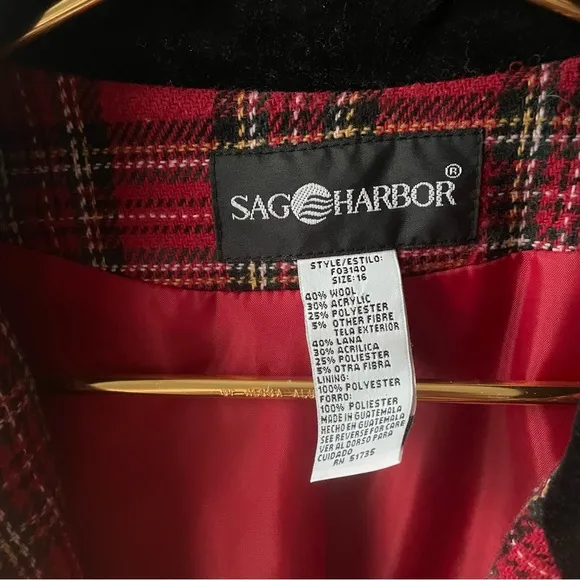 SAG HARBOR®
STYLE/ESTILO:
F03140
SIZE:16
40% WOOL
30% ACRYLIC
25% POLYESTER
5% OTHER FIBRE
TELA EXTERIOR
40% LANA
30% ACRILICA
25% POLIESTER
5% OTRA FIBRA
LINING:
100% POLYESTER
FORRO:
100% POLIESTER
MADE IN GUATEMALA
HECHO EN GUATEMALA
SEE REVERSE FOR CARE
VER AL DORSO PARA
CUIDADO
RN 51735